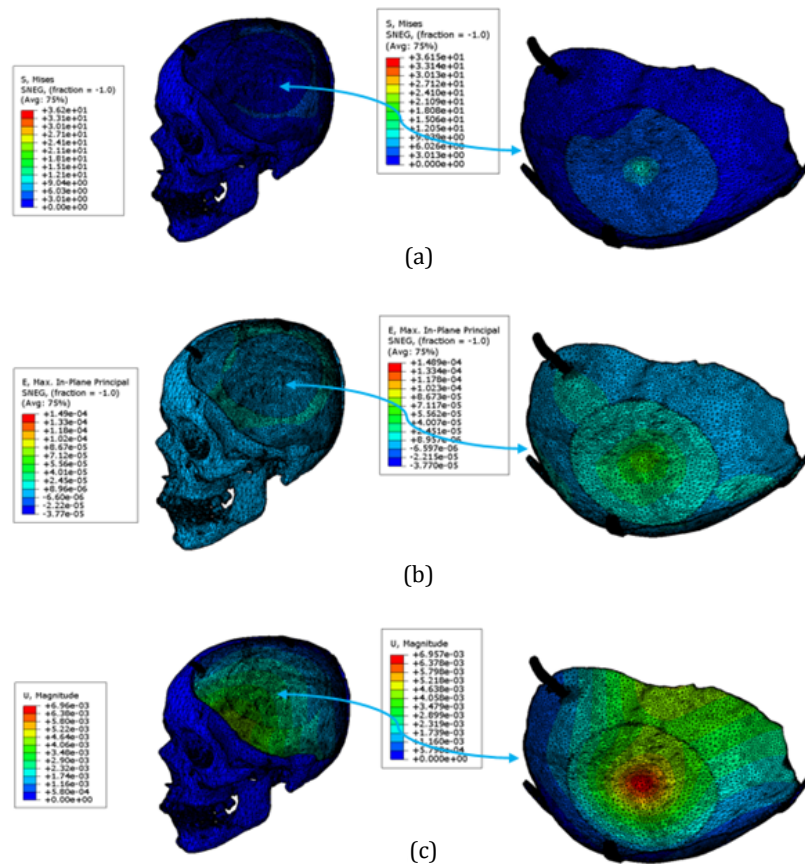 (a)
S, Mises
SNEG, (fraction = -1.0)
(Avg: 75%)
+3.62e+01
+3.31e+01
+3.01e+01
+2.71e+01
+2.41e+01
+2.11e+01
+1.81e+01
+1.51e+01
+1.21e+01
+9.04e+00
+6.03e+00
+3.01e+00
+0.00e+00
S, Mises
SNEG, (fraction = -1.0)
(Avg: 75%)
+3.615e+01
+3.314e+01
+3.013e+01
+2.712e+01
+2.410e+01
+2.109e+01
+1.808e+01
+1.506e+01
+1.205e+01
+9.039e+00
+6.026e+00
+3.013e+00
+0.000e+00
(a)
E, Max. In-Plane Principal
SNEG, (fraction = -1.0)
(Avg: 75%)
+1.49e-04
+1.33e-04
+1.18e-04
+1.02e-04
+8.67e-05
+7.12e-05
+5.56e-05
+4.01e-05
+2.45e-05
+8.96e-06
-6.60e-06
-2.22e-05
-3.77e-05
E, Max. In-Plane Principal
SNEG, (fraction = -1.0)
(Avg: 75%)
+1.489e-04
+1.334e-04
+1.178e-04
+1.023e-04
+8.673e-05
+7.117e-05
+5.562e-05
+4.007e-05
+2.451e-05
+8.957e-06
-6.597e-06
-2.215e-05
-3.770e-05
(b)
U, Magnitude
+6.96e-03
+6.38e-03
+5.80e-03
+5.22e-03
+4.64e-03
+4.06e-03
+3.48e-03
+2.90e-03
+2.32e-03
+1.74e-03
+1.16e-03
+5.80e-04
+0.00e+00
U, Magnitude
+6.957e-03
+6.378e-03
+5.798e-03
+5.218e-03
+4.638e-03
+4.058e-03
+3.479e-03
+2.899e-03
+2.319e-03
+1.739e-03
+1.160e-03
+5.798e-04
+0.000e+00
(c)